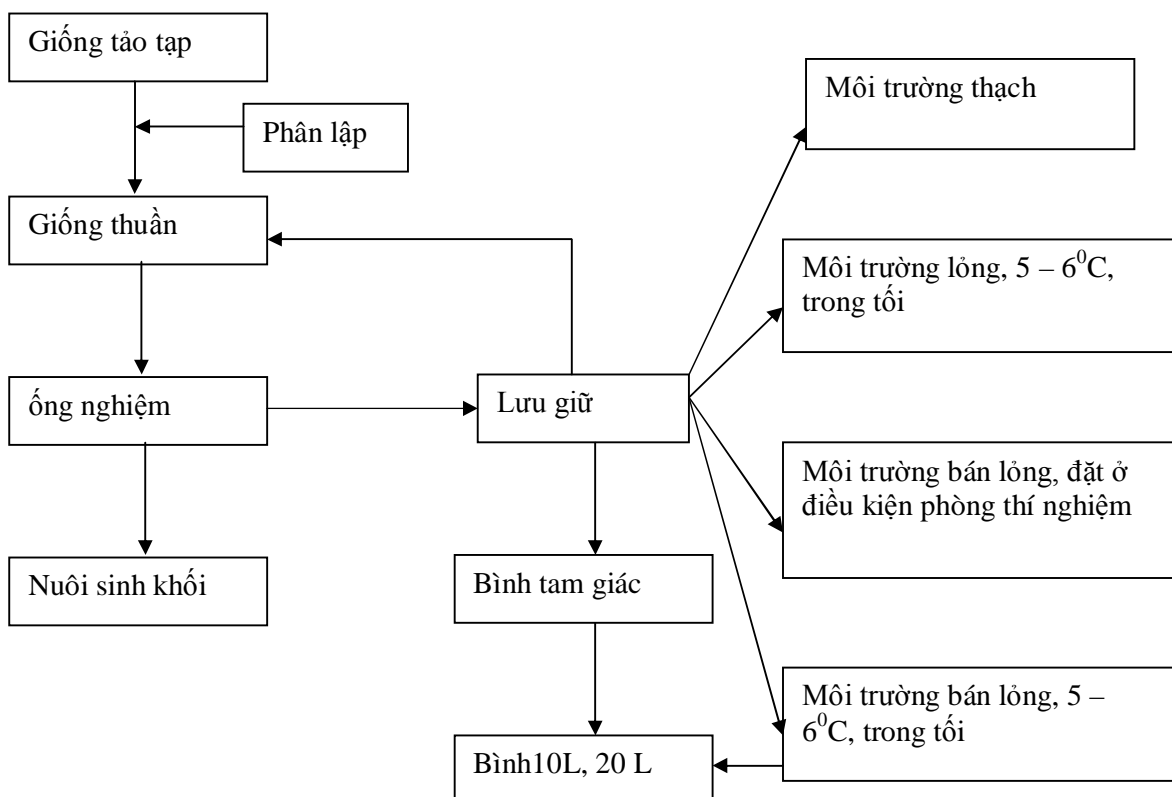 Giống tảo tạp
Phân lập
Giống thuần
ống nghiệm
Nuôi sinh khối
Lưu giữ
Bình tam giác
Bình10L, 20 L
Môi trường thạch
Môi trường lỏng, 5 – 6⁰C,
trong tối
Môi trường bán lỏng, đặt ở
điều kiện phòng thí nghiệm
Môi trường bán lỏng, 5 –
6⁰C, trong tối